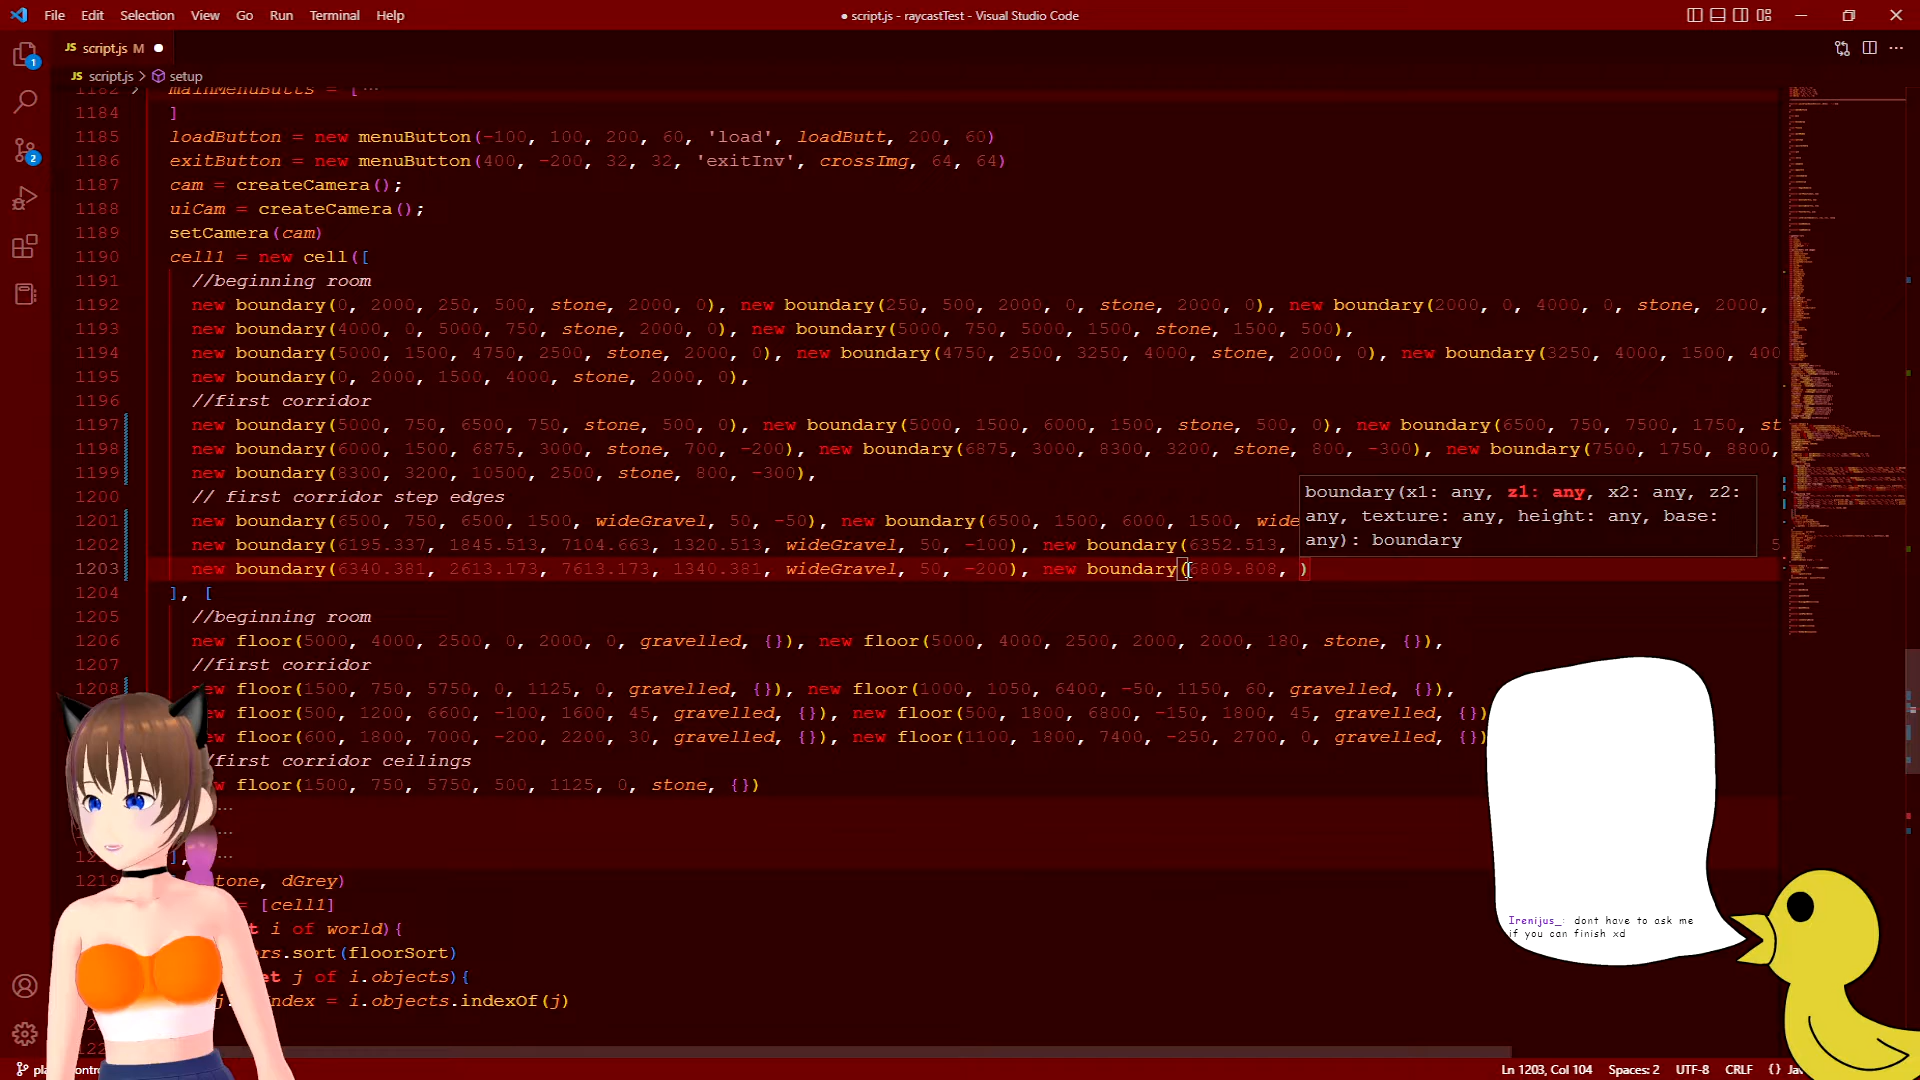 File Edit Selection View Go Run Terminal Help
● script.js - raycastTest - Visual Studio Code
JS script.js M ●
JS script.js > setup
1182 mainMenuButts = [ ···
1184 ]
1185 loadButton = new menuButton(-100, 100, 200, 60, 'load', loadButt, 200, 60)
1186 exitButton = new menuButton(400, -200, 32, 32, 'exitInv', crossImg, 64, 64)
1187 cam = createCamera();
1188 uiCam = createCamera();
1189 setCamera(cam)
1190 cell1 = new cell([
1191 //beginning room
1192 new boundary(0, 2000, 250, 500, stone, 2000, 0), new boundary(250, 500, 2000, 0, stone, 2000, 0), new boundary(2000, 0, 4000, 0, stone, 2000,
1193 new boundary(4000, 0, 5000, 750, stone, 2000, 0), new boundary(5000, 750, 5000, 1500, stone, 1500, 500),
1194 new boundary(5000, 1500, 4750, 2500, stone, 2000, 0), new boundary(4750, 2500, 3250, 4000, stone, 2000, 0), new boundary(3250, 4000, 1500, 400
1195 new boundary(0, 2000, 1500, 4000, stone, 2000, 0),
1196 //first corridor
1197 new boundary(5000, 750, 6500, 750, stone, 500, 0), new boundary(5000, 1500, 6000, 1500, stone, 500, 0), new boundary(6500, 750, 7500, 1750, st
1198 new boundary(6000, 1500, 6875, 3000, stone, 700, -200), new boundary(6875, 3000, 8300, 3200, stone, 800, -300), new boundary(7500, 1750, 8800,
1199 new boundary(8300, 3200, 10500, 2500, stone, 800, -300),
1200 // first corridor step edges
1201 new boundary(6500, 750, 6500, 1500, wideGravel, 50, -50), new boundary(6500, 1500, 6000, 1500, wide
1202 new boundary(6195.337, 1845.513, 7104.663, 1320.513, wideGravel, 50, -100), new boundary(6352.513, 5
1203 new boundary(6340.381, 2613.173, 7613.173, 1340.381, wideGravel, 50, -200), new boundary(6809.808, )
boundary(x1: any, z1: any, x2: any, z2:
any, texture: any, height: any, base:
any): boundary
1204 ], [
1205 //beginning room
1206 new floor(5000, 4000, 2500, 0, 2000, 0, gravelled, {}), new floor(5000, 4000, 2500, 2000, 2000, 180, stone, {}),
1207 //first corridor
1208 ew floor(1500, 750, 5750, 0, 1125, 0, gravelled, {}), new floor(1000, 1050, 6400, -50, 1150, 60, gravelled, {}),
ew floor(500, 1200, 6600, -100, 1600, 45, gravelled, {}), new floor(500, 1800, 6800, -150, 1800, 45, gravelled, {})
ew floor(600, 1800, 7000, -200, 2200, 30, gravelled, {}), new floor(1100, 1800, 7400, -250, 2700, 0, gravelled, {})
/first corridor ceilings
w floor(1500, 750, 5750, 500, 1125, 0, stone, {})
···
···
], ···
1219 tone, dGrey)
= [cell1]
t i of world){
rs.sort(floorSort)
et j of i.objects){
ndex = i.objects.indexOf(j)
Irenijus_: dont have to ask me
if you can finish xd
Ln 1203, Col 104 Spaces: 2 UTF-8 CRLF {}